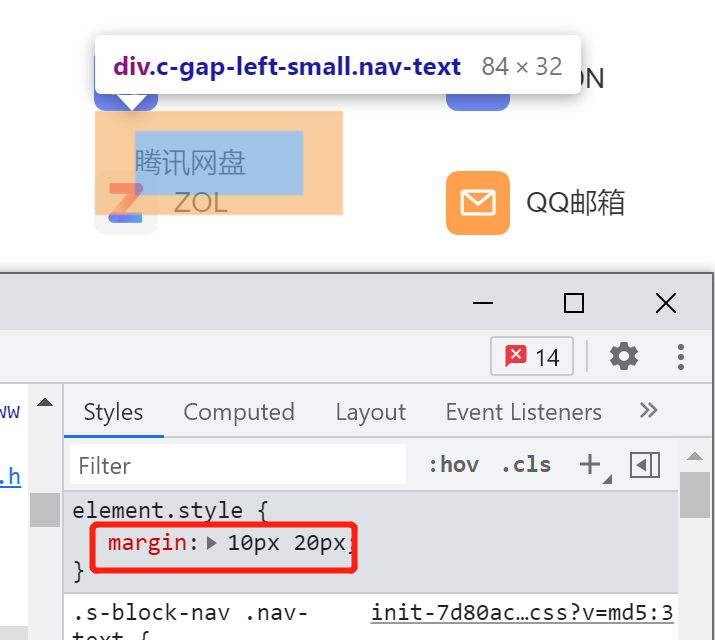 div.c-gap-left-small.nav-text 84 × 32
ON
腾讯网盘
ZOL
QQ邮箱
14
ww
Styles Computed Layout Event Listeners
Filter :hov .cls
.h
element.style {
margin: 10px 20px;
}
.s-block-nav .nav- init-7d80ac…css?v=md5:3
text {